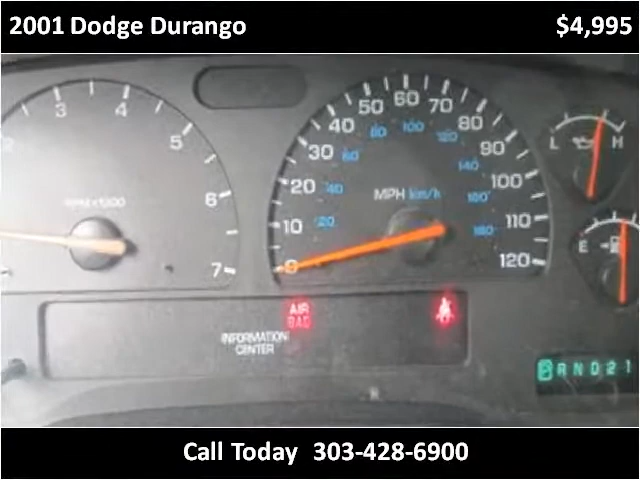 2001 Dodge Durango $4,995
3 4 5 6 7
RPM x1000
0 10 20 30 40 50 60 70 80 90 100 110 120
20 40 60 80 100 120 140 160 180
MPH km/h
L H
E
AIR BAG
INFORMATION CENTER
P R N D 2 1
Call Today 303-428-6900